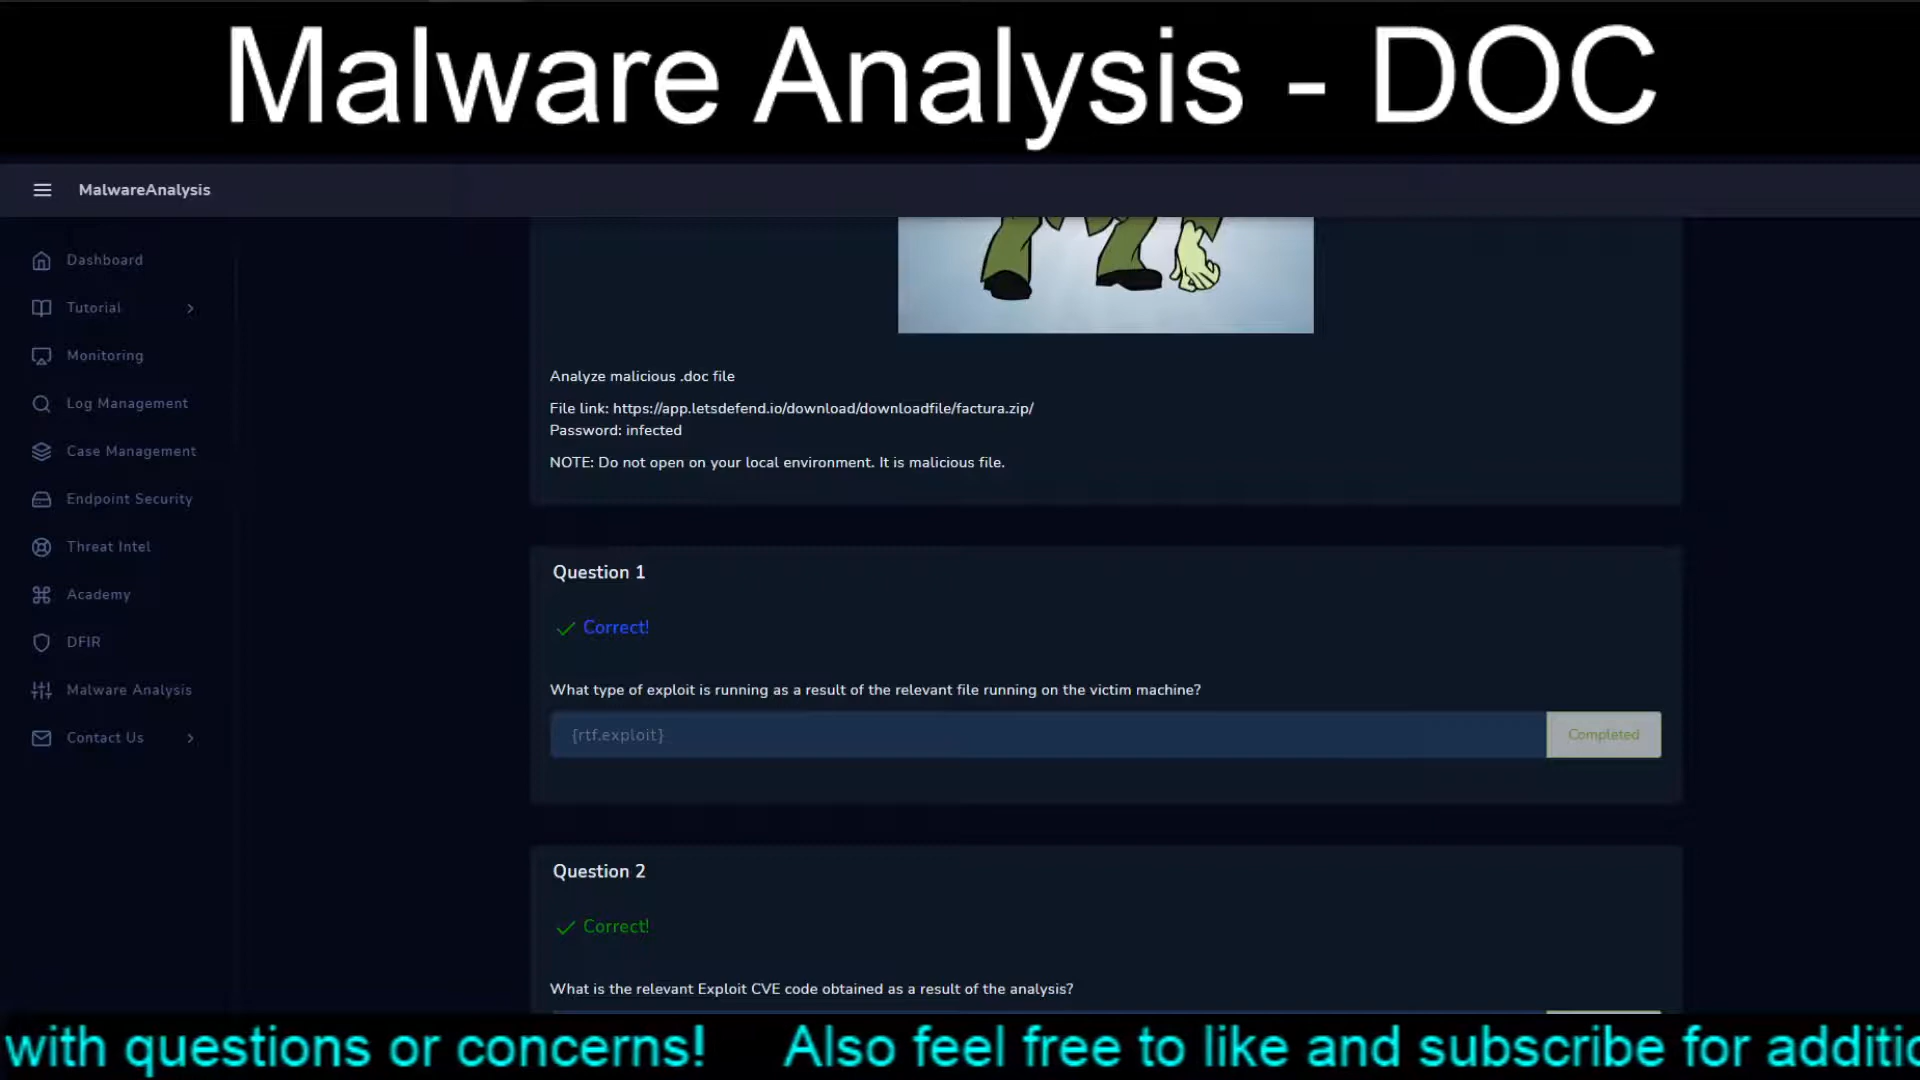 Malware Analysis - DOC
MalwareAnalysis
Dashboard
Tutorial
Monitoring
Log Management
Case Management
Endpoint Security
Threat Intel
Academy
DFIR
Malware Analysis
Contact Us
Analyze malicious .doc file
File link: https://app.letsdefend.io/download/downloadfile/factura.zip/
Password: infected
NOTE: Do not open on your local environment. It is malicious file.
Question 1
Correct!
What type of exploit is running as a result of the relevant file running on the victim machine?
{rtf.exploit}
Completed
Question 2
Correct!
What is the relevant Exploit CVE code obtained as a result of the analysis?
with questions or concerns! Also feel free to like and subscribe for additic